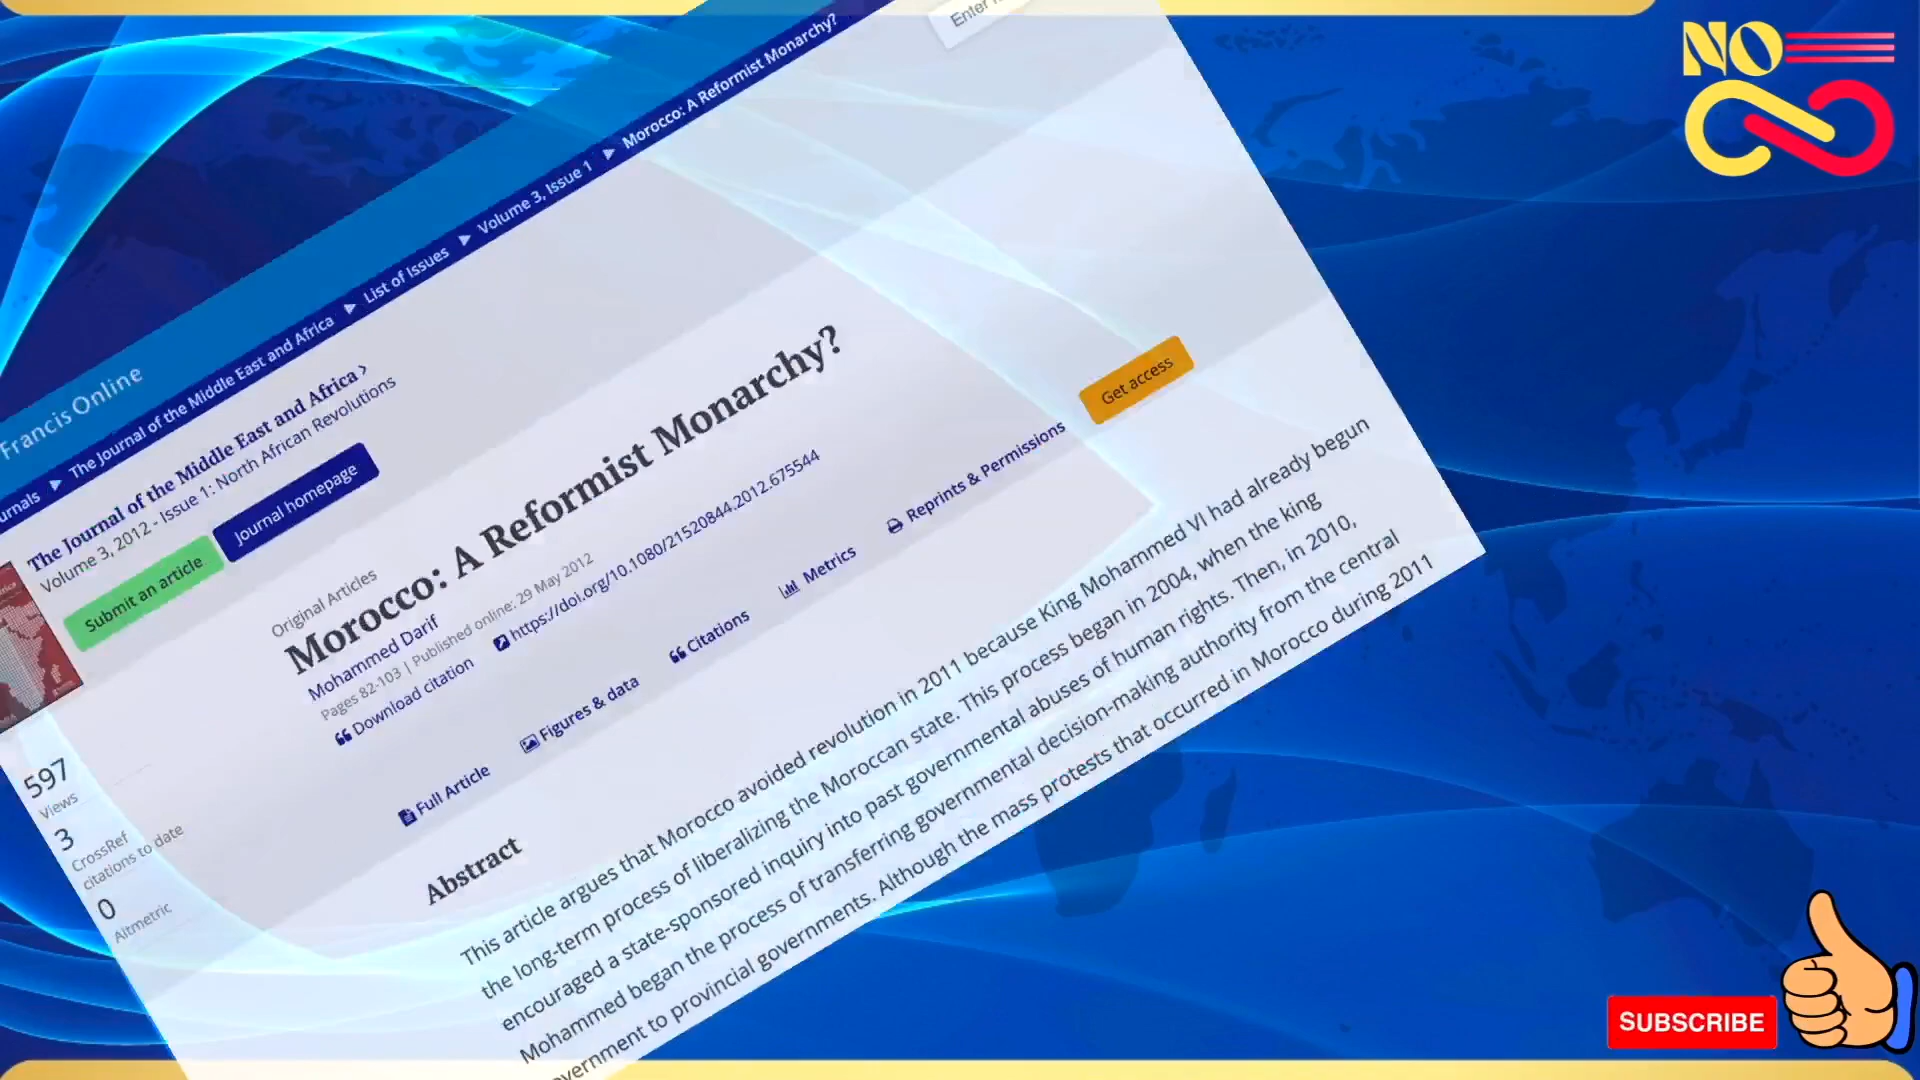 Enter
NO
Francis Online
urnals ▶ The Journal of the Middle East and Africa ▶ List of Issues ▶ Volume 3, Issue 1 ▶ Morocco: A Reformist Monarchy?
The Journal of the Middle East and Africa ›
Volume 3, 2012 - Issue 1: North African Revolutions
Submit an article
Journal homepage
Original Articles
Morocco: A Reformist Monarchy?
Mohammed Darif
Pages 82-103 | Published online: 29 May 2012
Download citation
https://doi.org/10.1080/21520844.2012.675544
Full Article
Figures & data
Citations
Metrics
Reprints & Permissions
Get access
597
Views
3
CrossRef
citations to date
0
Altmetric
Abstract
This article argues that Morocco avoided revolution in 2011 because King Mohammed VI had already begun
the long-term process of liberalizing the Moroccan state. This process began in 2004, when the king
encouraged a state-sponsored inquiry into past governmental abuses of human rights. Then, in 2010,
Mohammed began the process of transferring governmental decision-making authority from the central
vernment to provincial governments. Although the mass protests that occurred in Morocco during 2011
SUBSCRIBE